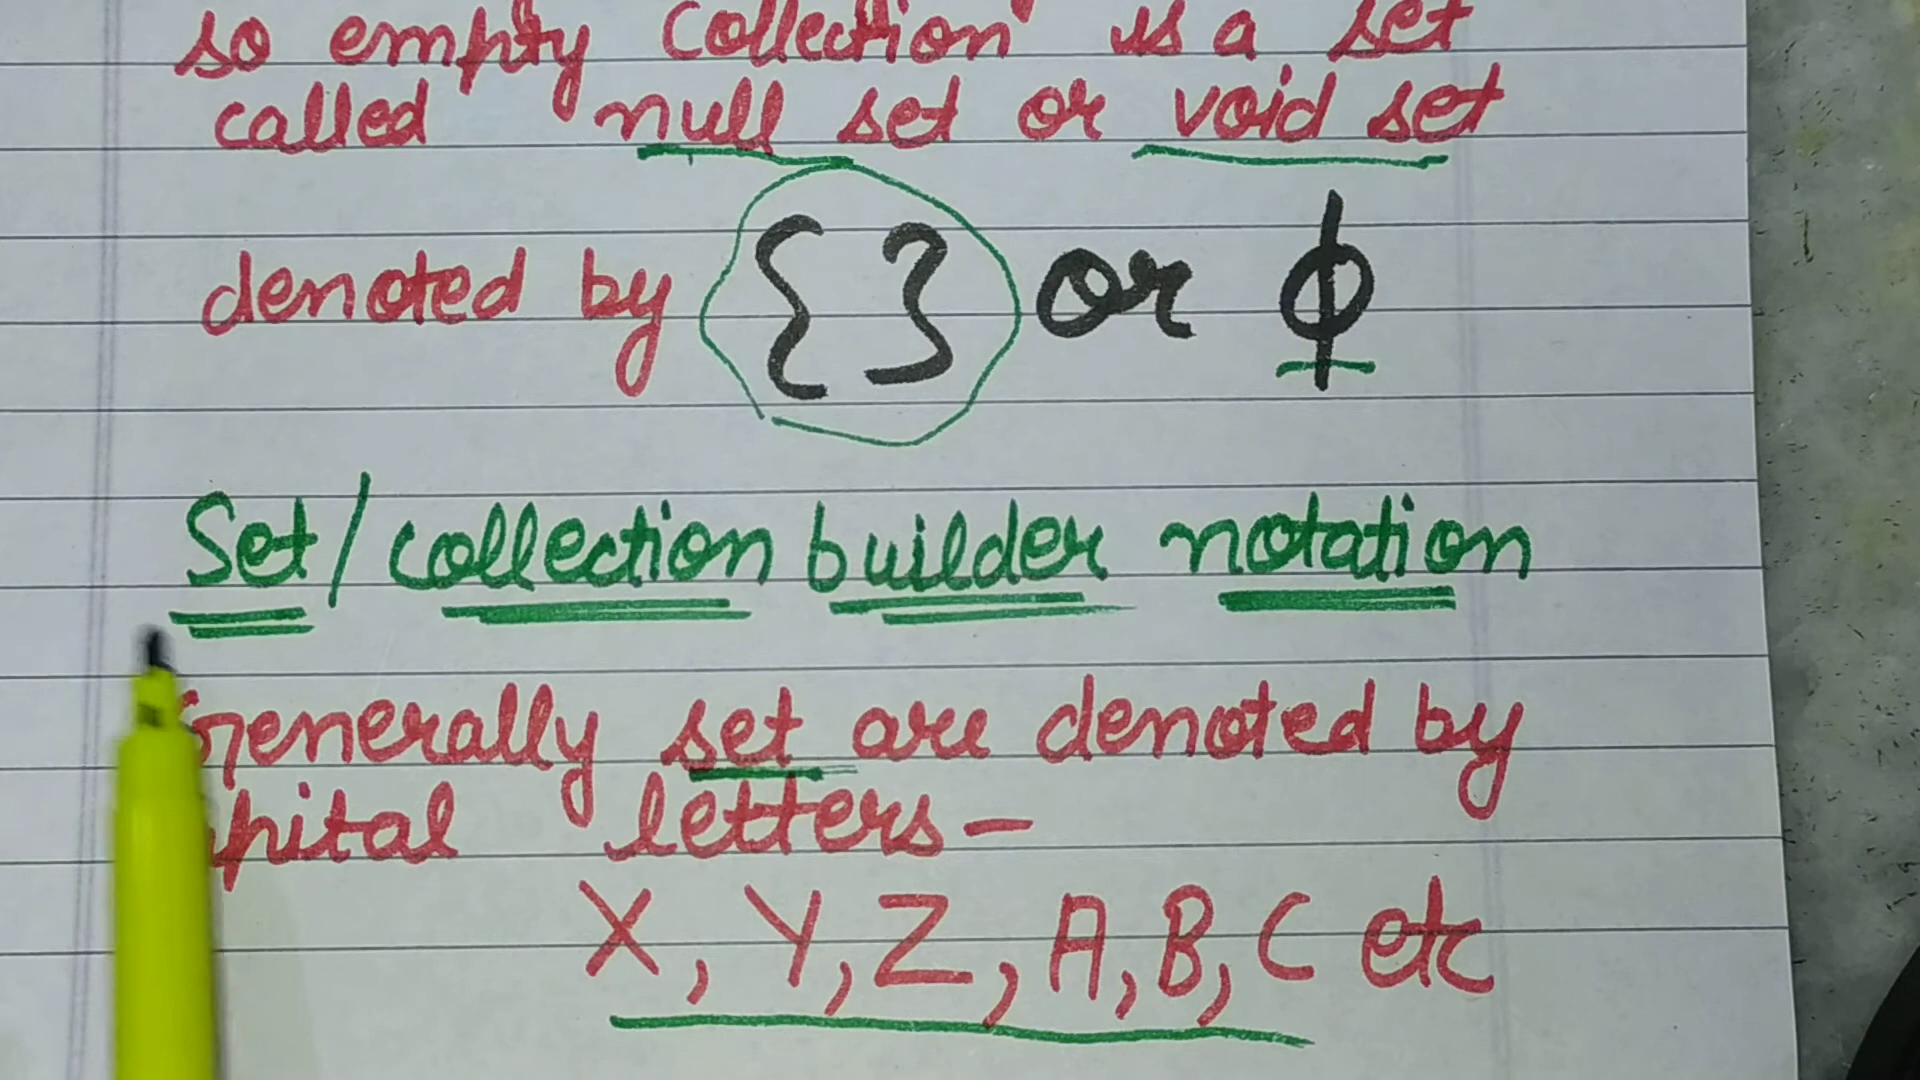 so empty collection is a set
called null set or void set
denoted by { } or ϕ
Set/collection builder notation
Generally set are denoted by
pital letters -
X, Y, Z, A, B, C etc